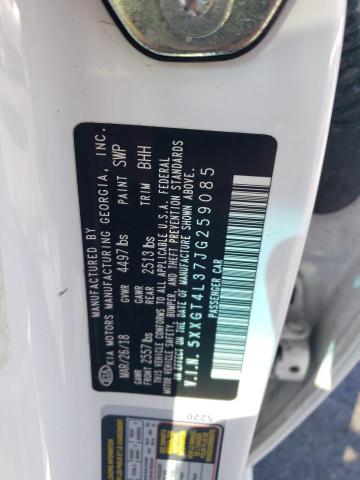 KIA
MANUFACTURED BY
KIA MOTORS MANUFACTURING GEORGIA, INC.
MAR/26/18 GVWR 4497 lbs PAINT SWP
GAWR FRONT 2557 lbs GAWR REAR 2513 lbs TRIM BHH
THIS VEHICLE CONFORMS TO ALL APPLICABLE U.S.A. FEDERAL
MOTOR VEHICLE SAFETY, BUMPER, AND THEFT PREVENTION STANDARDS
IN EFFECT ON THE DATE OF MANUFACTURE SHOWN ABOVE.
V.I.N. 5XXGT4L37JG259085
PASSENGER CAR
5220